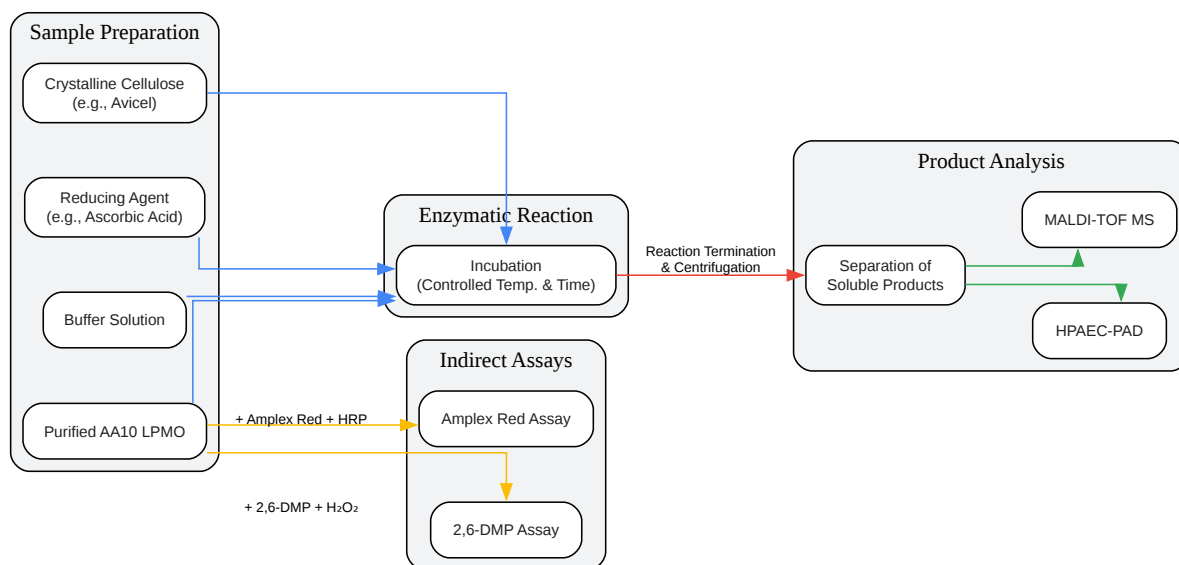 Sample Preparation
Crystalline Cellulose
(e.g., Avicel)
Reducing Agent
(e.g., Ascorbic Acid)
Buffer Solution
Purified AA10 LPMO
Enzymatic Reaction
Incubation
(Controlled Temp. & Time)
Reaction Termination
& Centrifugation
Product Analysis
Separation of
Soluble Products
MALDI-TOF MS
HPAEC-PAD
Indirect Assays
+ Amplex Red + HRP
Amplex Red Assay
+ 2,6-DMP + H₂O₂
2,6-DMP Assay